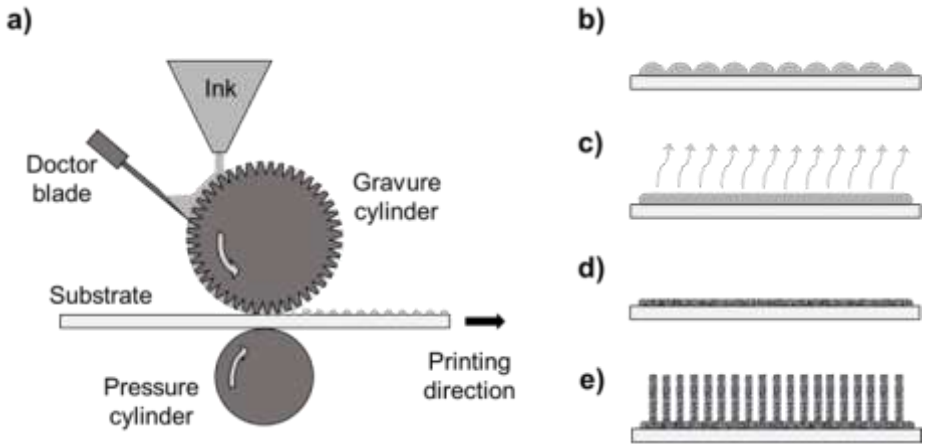 a)
Ink
Doctor
blade
Gravure
cylinder
Substrate
Pressure
cylinder
Printing
direction
b)
c)
d)
e)